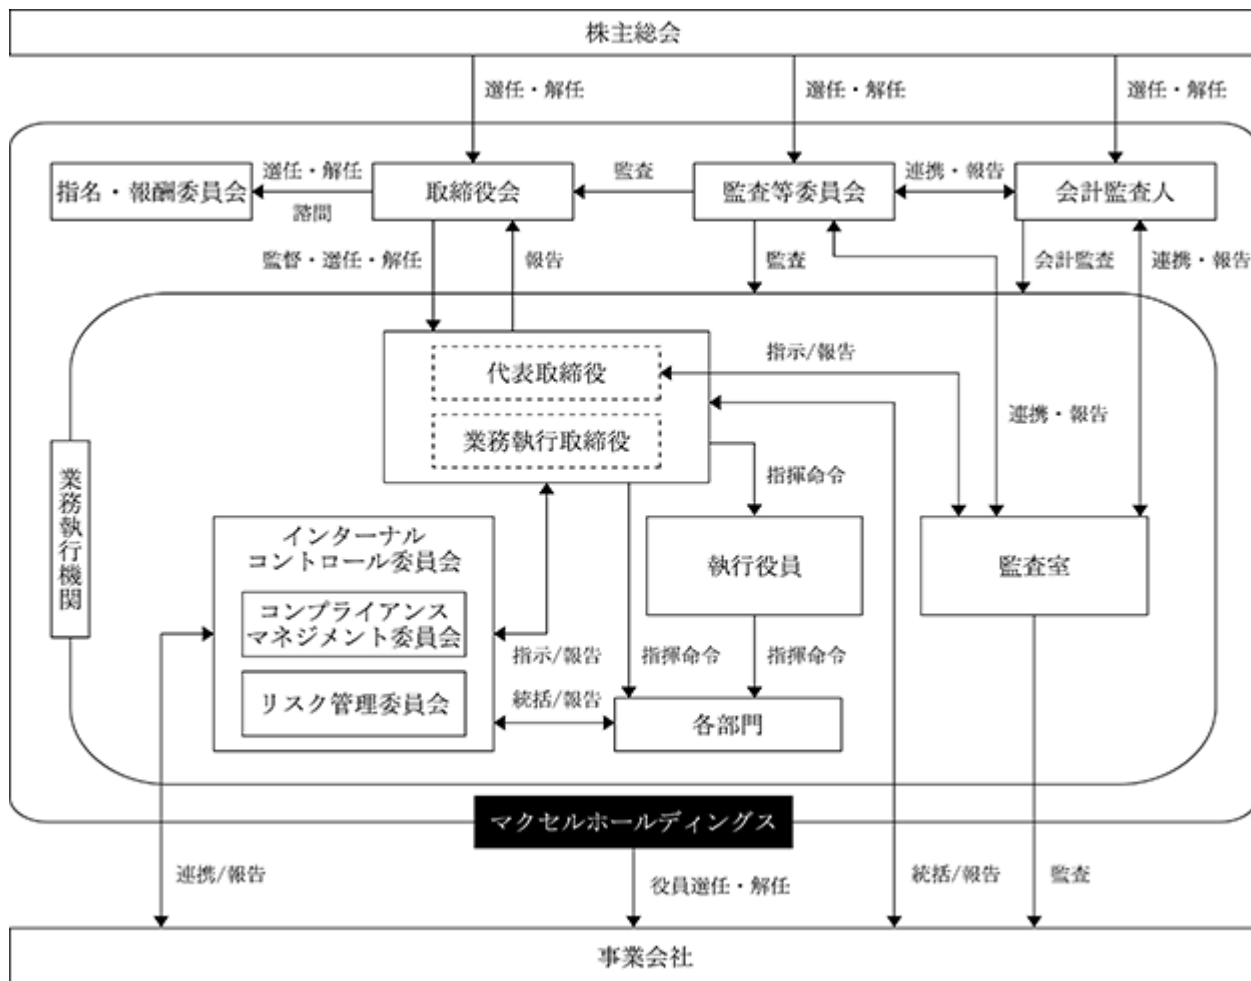 株主総会
選任・解任
選任・解任
選任・解任
指名・報酬委員会
選任・解任
諮問
取締役会
監査
監査等委員会
連携・報告
会計監査人
監督・選任・解任
報告
監査
会計監査
連携・報告
代表取締役
業務執行取締役
指示/報告
連携・報告
指揮命令
業務執行機関
インターナル
コントロール委員会
コンプライアンス
マネジメント委員会
リスク管理委員会
執行役員
監査室
指示/報告
指揮命令
指揮命令
統括/報告
各部門
マクセルホールディングス
連携/報告
役員選任・解任
統括/報告
監査
事業会社